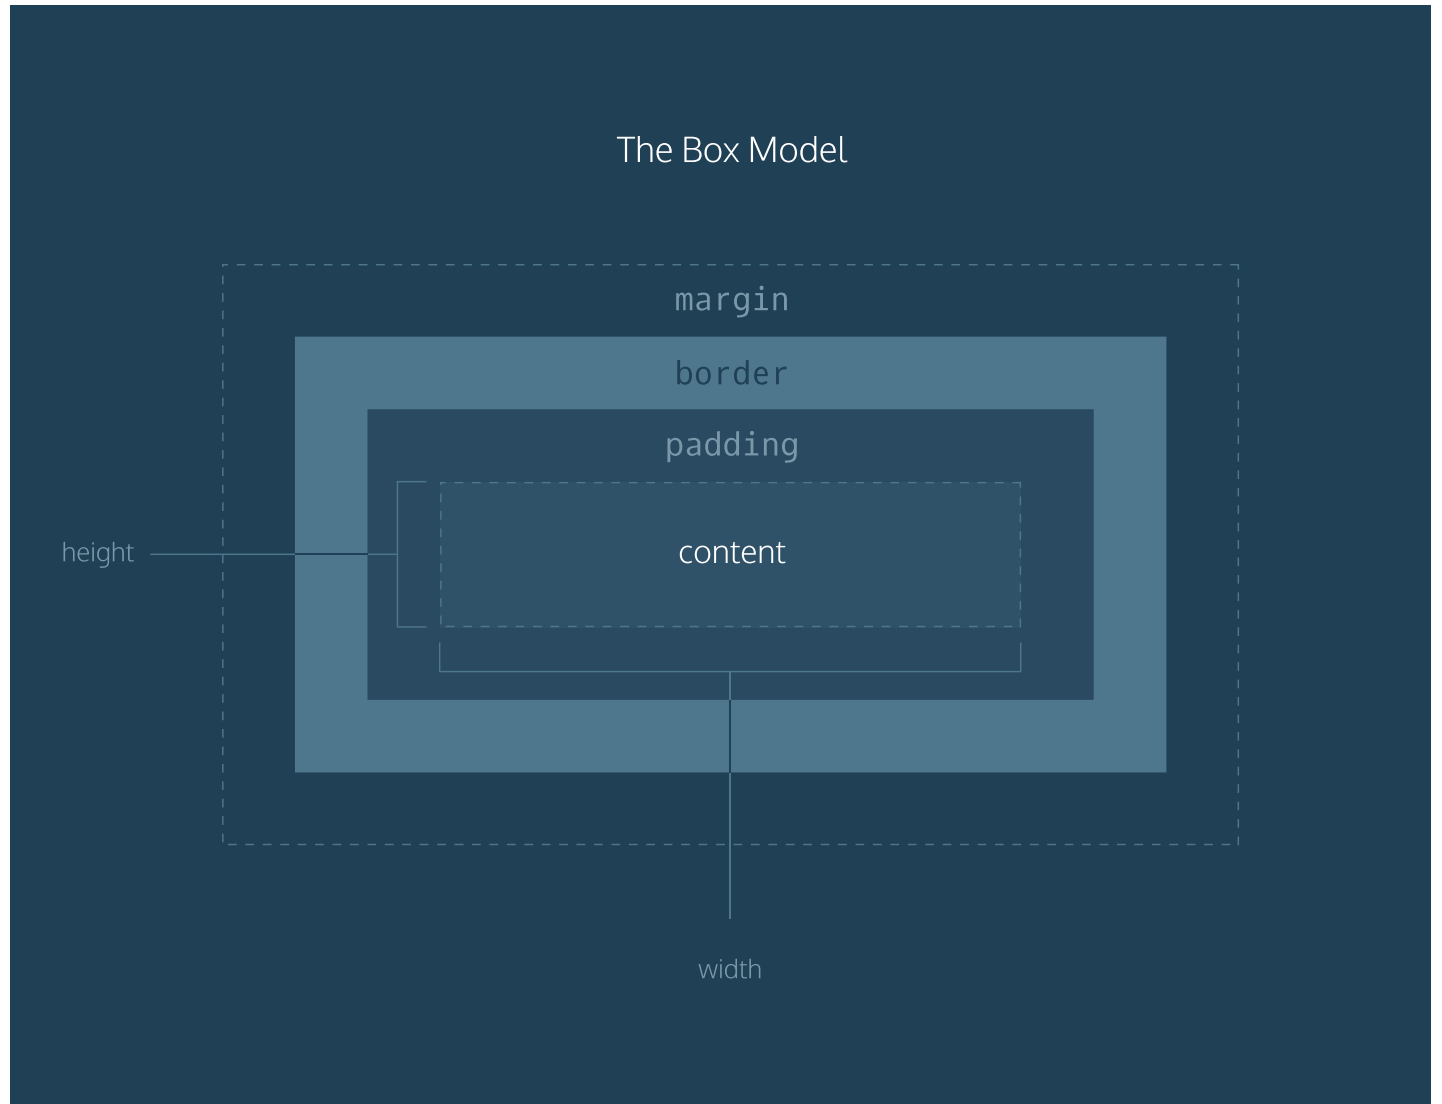 The Box Model
margin
border
padding
content
height
width